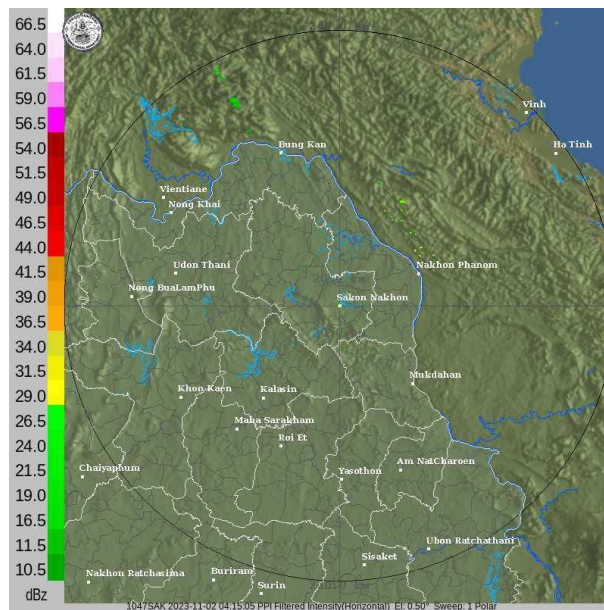 66.5
64.0
61.5
59.0
56.5
54.0
51.5
49.0
46.5
44.0
41.5
39.0
36.5
34.0
31.5
29.0
26.5
24.0
21.5
19.0
16.5
14.0
11.5
10.5
dBz
Vinh
Ha Tinh
Bung Kan
Vientiane
Nong Khai
Udon Thani
Nakhon Phanom
Nong BuaLamPhu
Sakon Nakhon
Mukdahan
Khon Kaen
Kalasin
Maha Sarakham
Roi Et
Chaiyaphum
Am NatCharoen
Yasothon
Ubon Ratchathani
Sisaket
Nakhon Ratchasima
Buriram
Surin
1047SAK 2023-11-02 04:15:05 PPI Filtered Intensity(Horizontal) El: 0.50° Sweep: 1 Polar